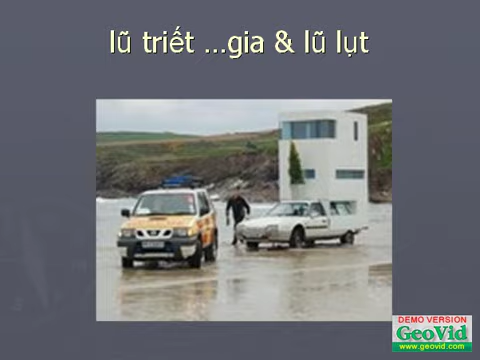 lũ triết ...gia & lũ lụt
DEMO VERSION
GeoVid
www.geovid.com